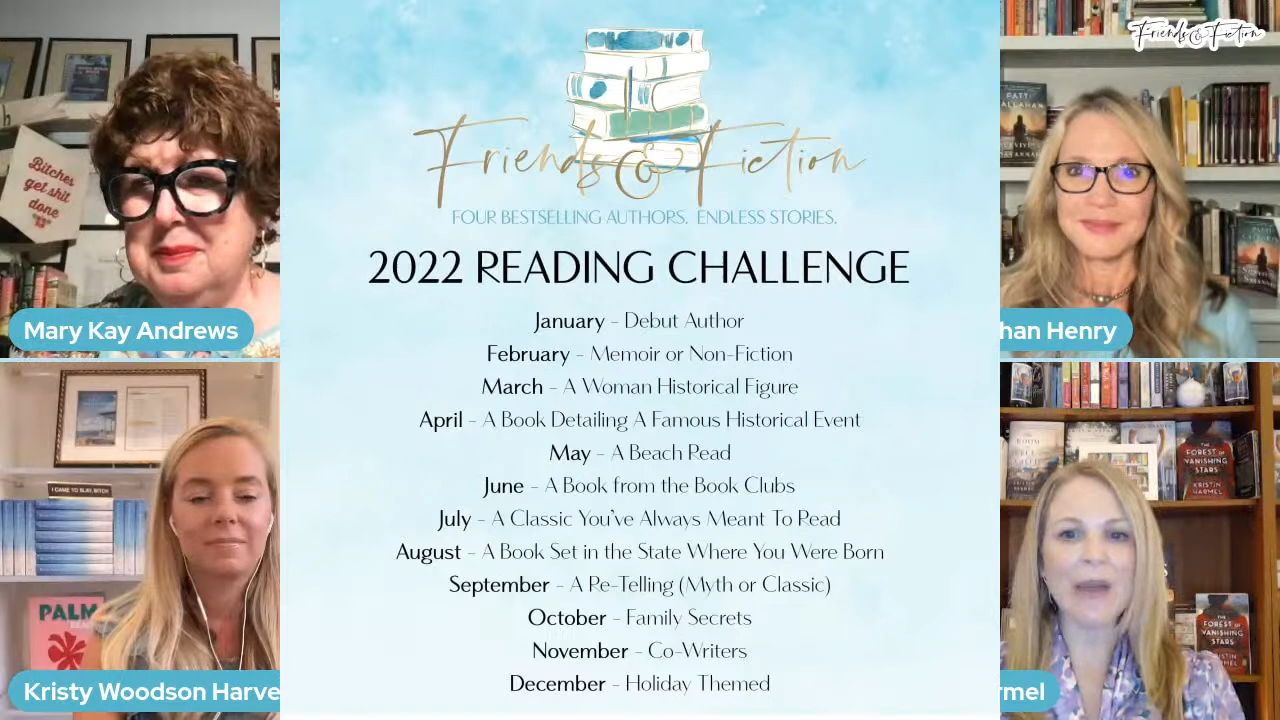 Friends & Fiction
FOUR BESTSELLING AUTHORS. ENDLESS STORIES.
2022 READING CHALLENGE
January - Debut Author
February - Memoir or Non-Fiction
March - A Woman Historical Figure
April - A Book Detailing A Famous Historical Event
May - A Beach Read
June - A Book from the Book Clubs
July - A Classic You've Always Meant To Read
August - A Book Set in the State Where You Were Born
September - A Re-Telling (Myth or Classic)
October - Family Secrets
November - Co-Writers
December - Holiday Themed
Bitches
get shit
done
Mary Kay Andrews
Friends & Fiction
PATTI
CALLAHAN
han Henry
I CAME TO SLAY, BITCH
PALM
Kristy Woodson Harve
THE
FOREST OF
VANISHING
STARS
KRISTIN
HARMEL
THE
FOREST OF
VANISHING
STARS
rmel